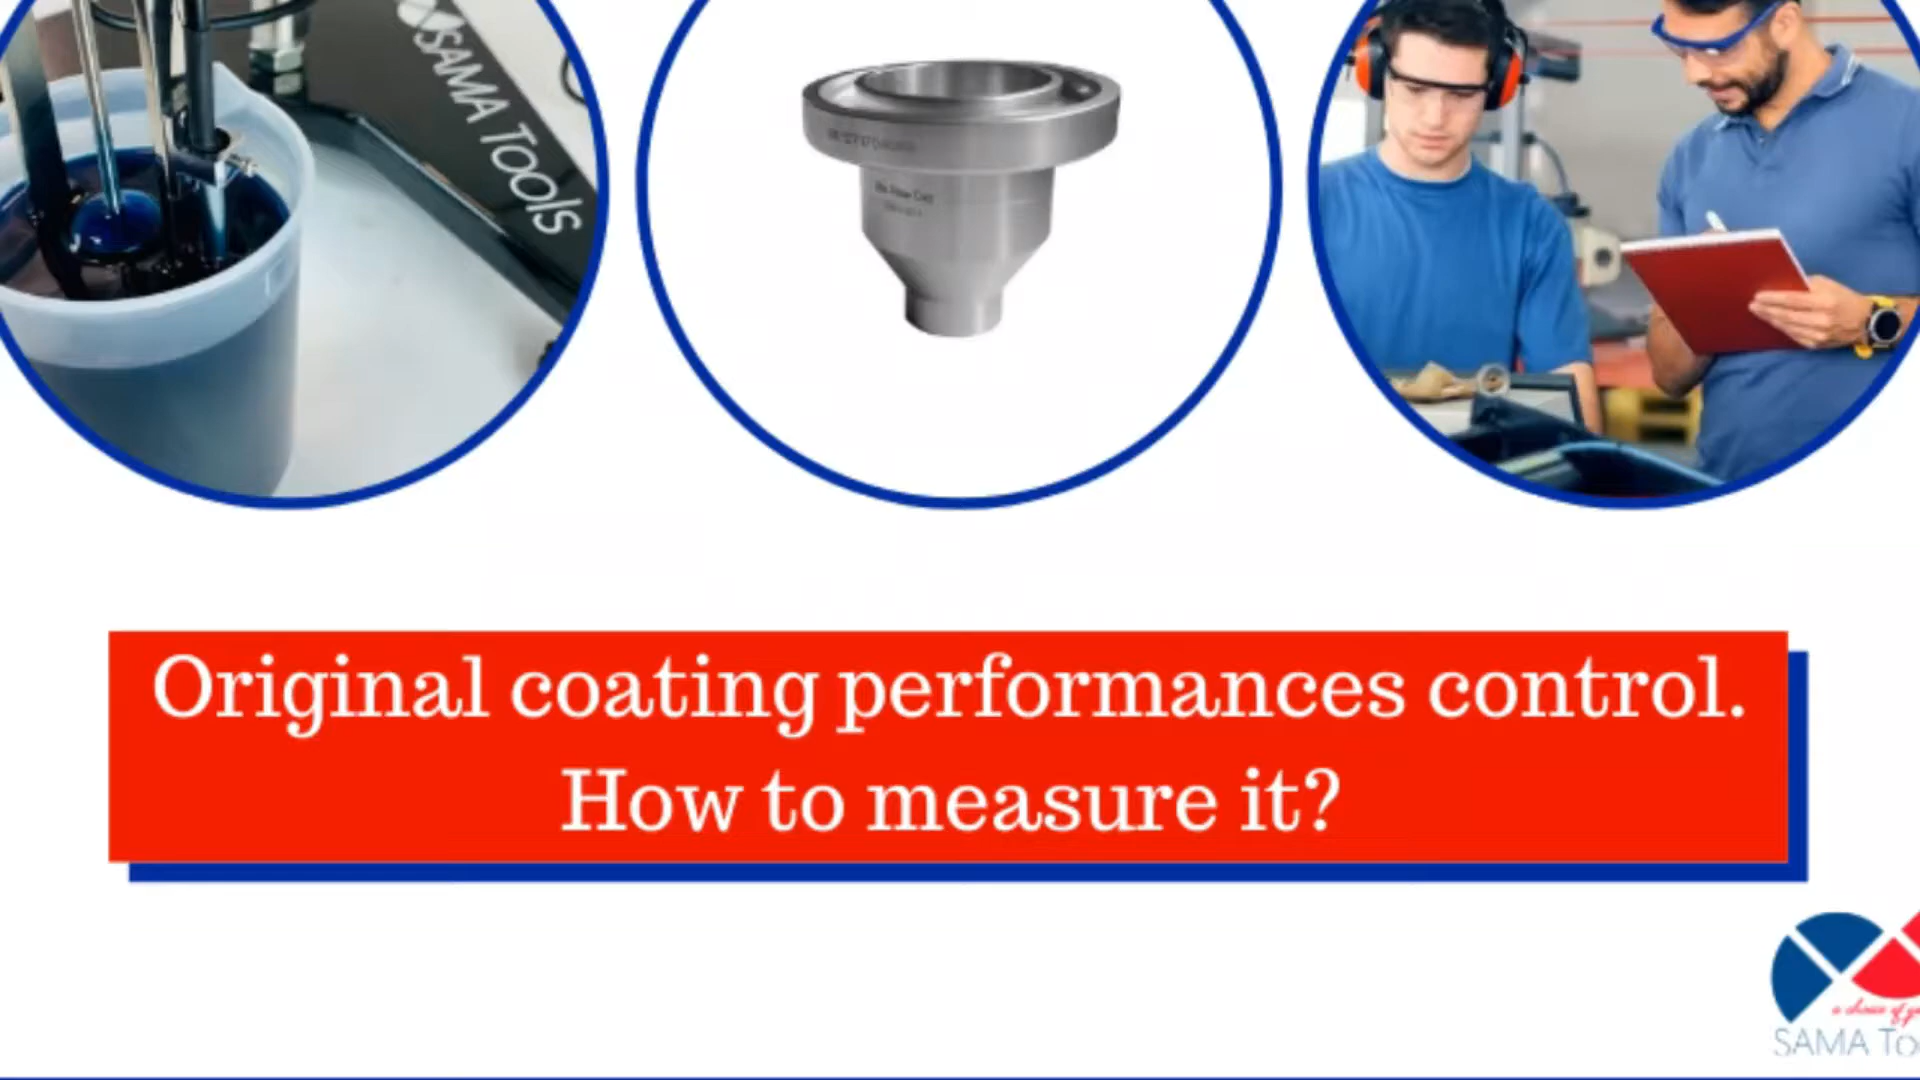 SAMA Tools
Original coating performances control.
How to measure it?
SAMA To